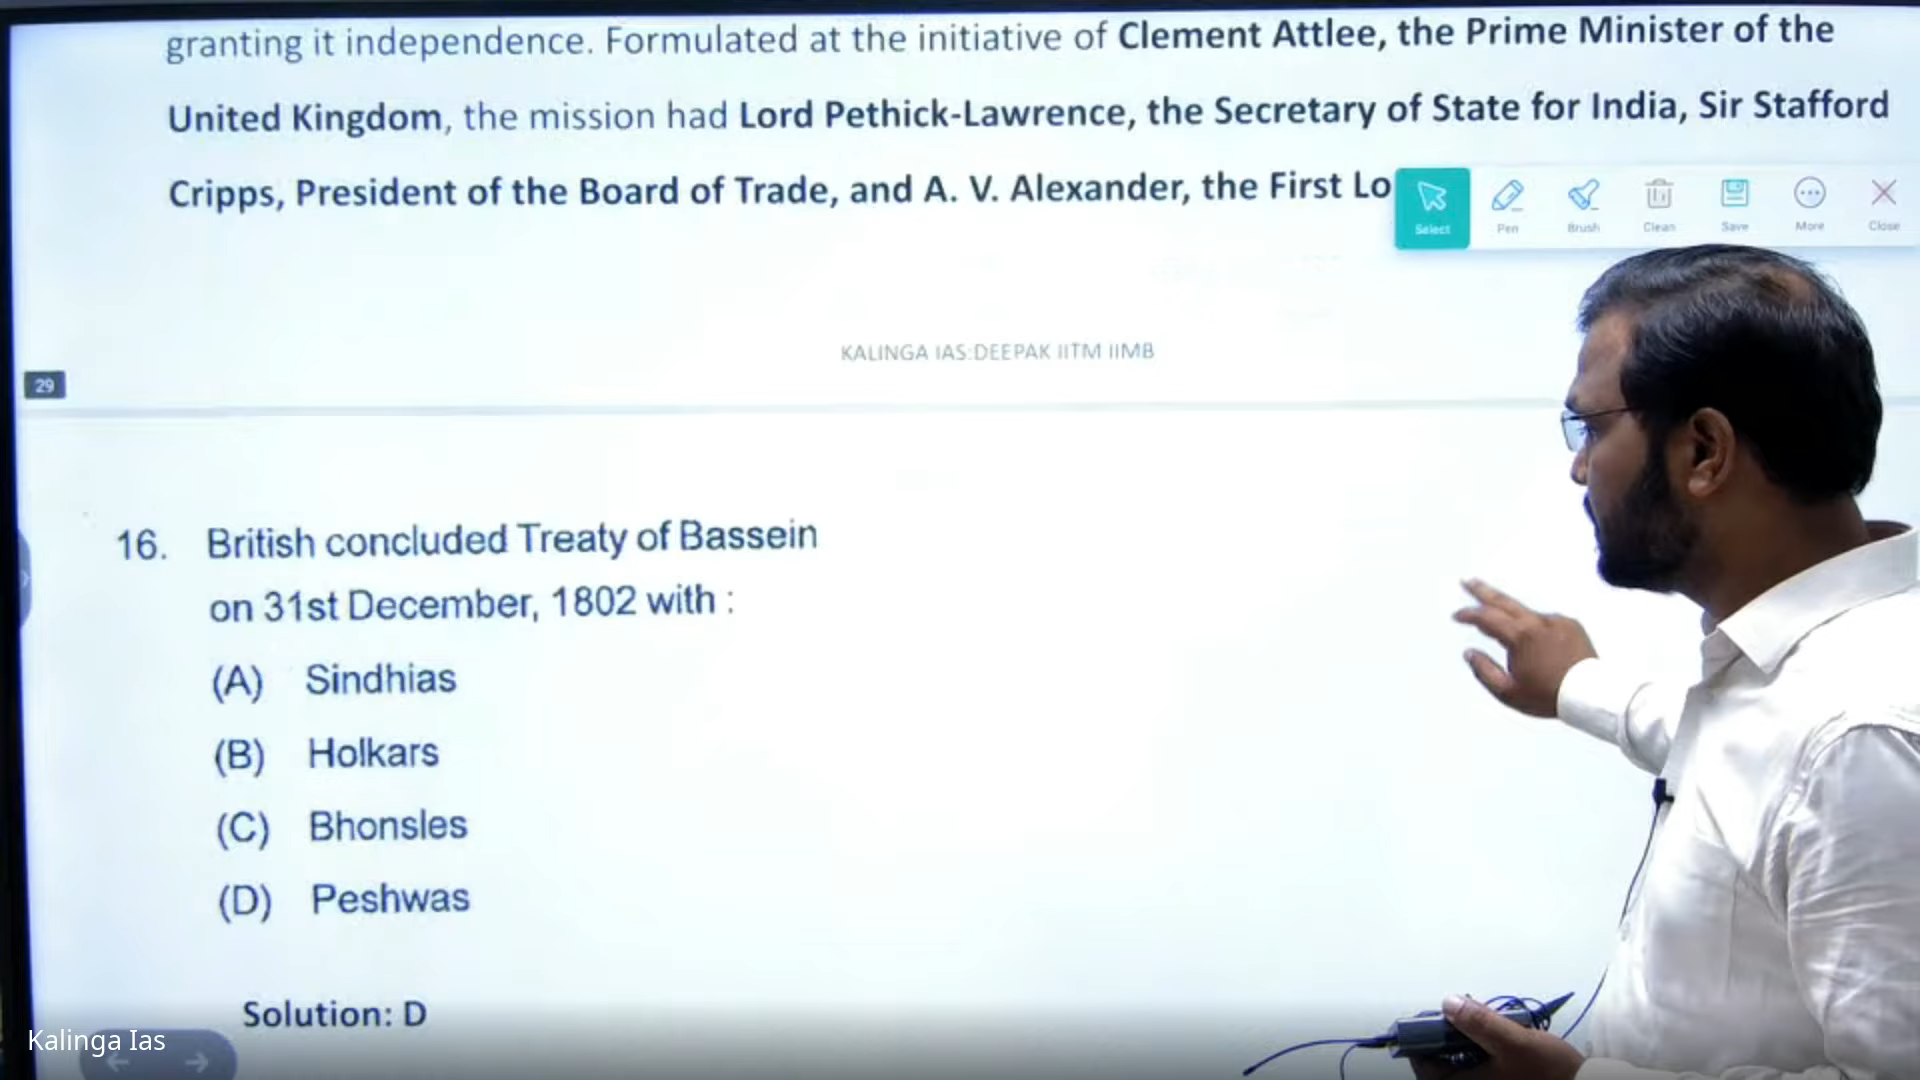 granting it independence. Formulated at the initiative of Clement Attlee, the Prime Minister of the
United Kingdom, the mission had Lord Pethick-Lawrence, the Secretary of State for India, Sir Stafford
Cripps, President of the Board of Trade, and A. V. Alexander, the First Lo
Select Pen Brush Clean Save More Close
KALINGA IAS:DEEPAK IITM IIMB
29
16. British concluded Treaty of Bassein
on 31st December, 1802 with :
(A) Sindhias
(B) Holkars
(C) Bhonsles
(D) Peshwas
Solution: D
Kalinga Ias